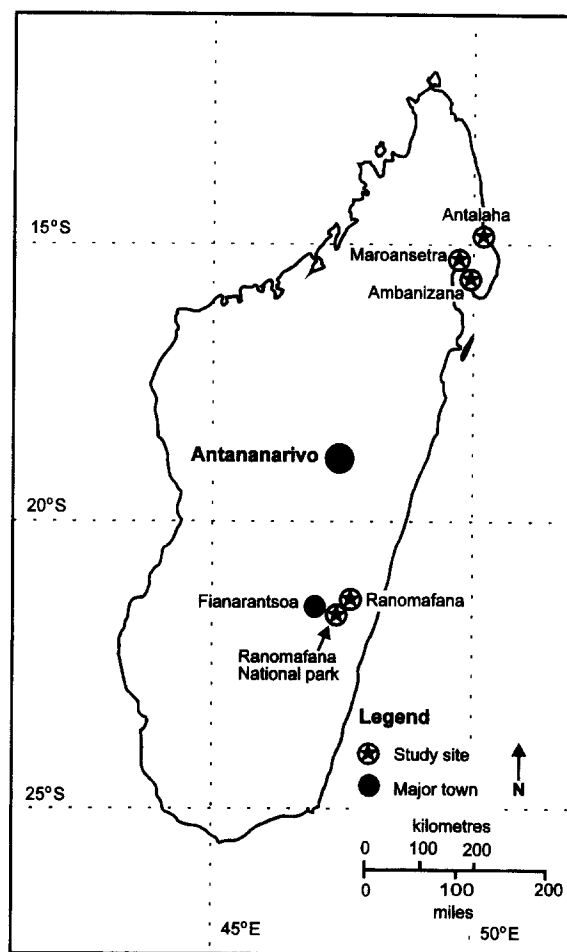 15°S
Antalaha
Maroansetra
Ambanizana
Antananarivo
20°S
Fianarantsoa
Ranomafana
Ranomafana
National park
Legend
Study site
Major town
N
25°S
kilometres
0 100 200
0 100 200
miles
45°E
50°E